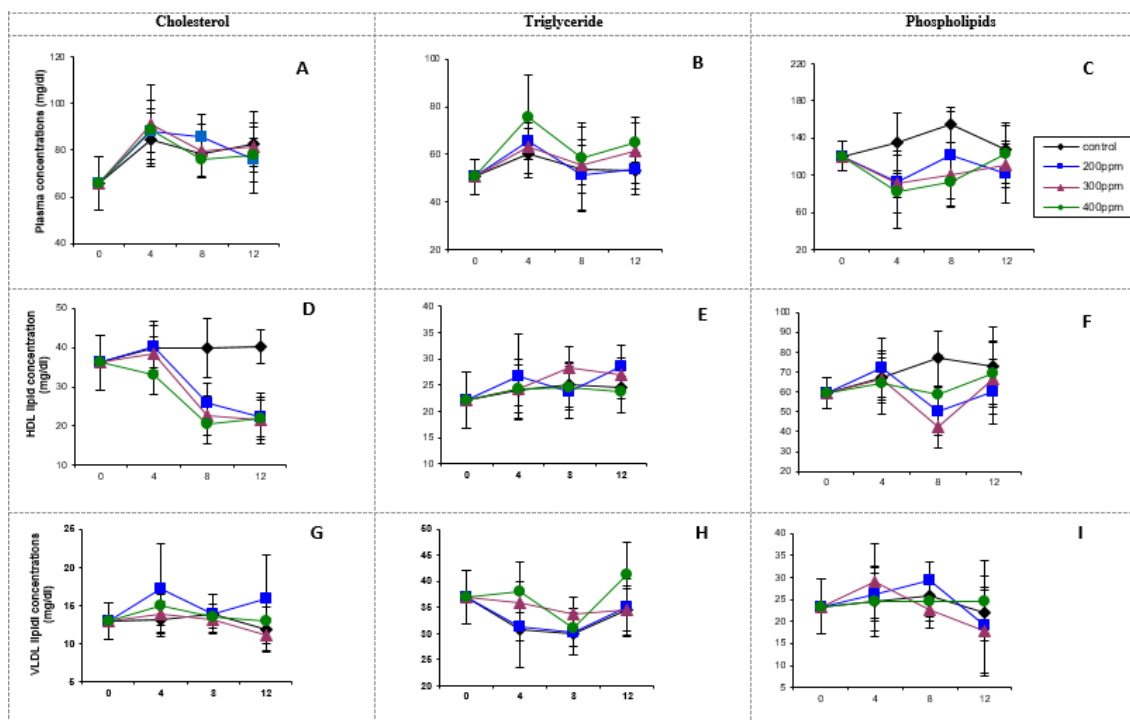 Cholesterol
Triglyceride
Phospholipids
A
Plasma concentrations (mg/dl)
120
100
80
60
40
0 4 8 12
B
100
80
60
40
20
0 4 8 12
C
220
180
140
100
60
20
0 4 8 12
control
200ppm
300ppm
400ppm
D
HDL lipid concentration
(mg/dl)
50
40
30
20
10
0 4 8 12
E
40
35
30
25
20
15
10
0 4 8 12
F
100
90
80
70
60
50
40
30
20
0 4 8 12
G
VLDL lipidl concentrations
(mg/dl)
25
20
15
10
5
0 4 8 12
H
50
45
40
35
30
25
20
0 4 8 12
I
40
35
30
25
20
15
10
5
0 4 8 12